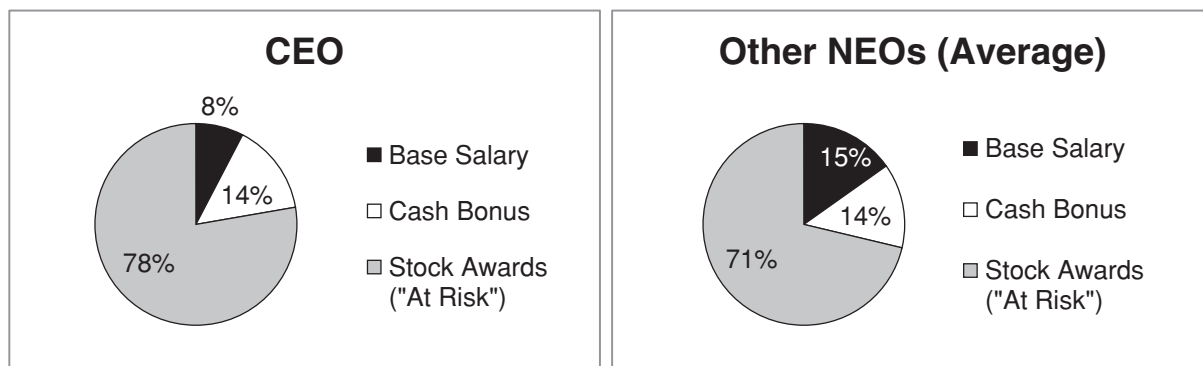 CEO
8%
14%
78%
Base Salary
Cash Bonus
Stock Awards
("At Risk")
Other NEOs (Average)
15%
14%
71%
Base Salary
Cash Bonus
Stock Awards
("At Risk")